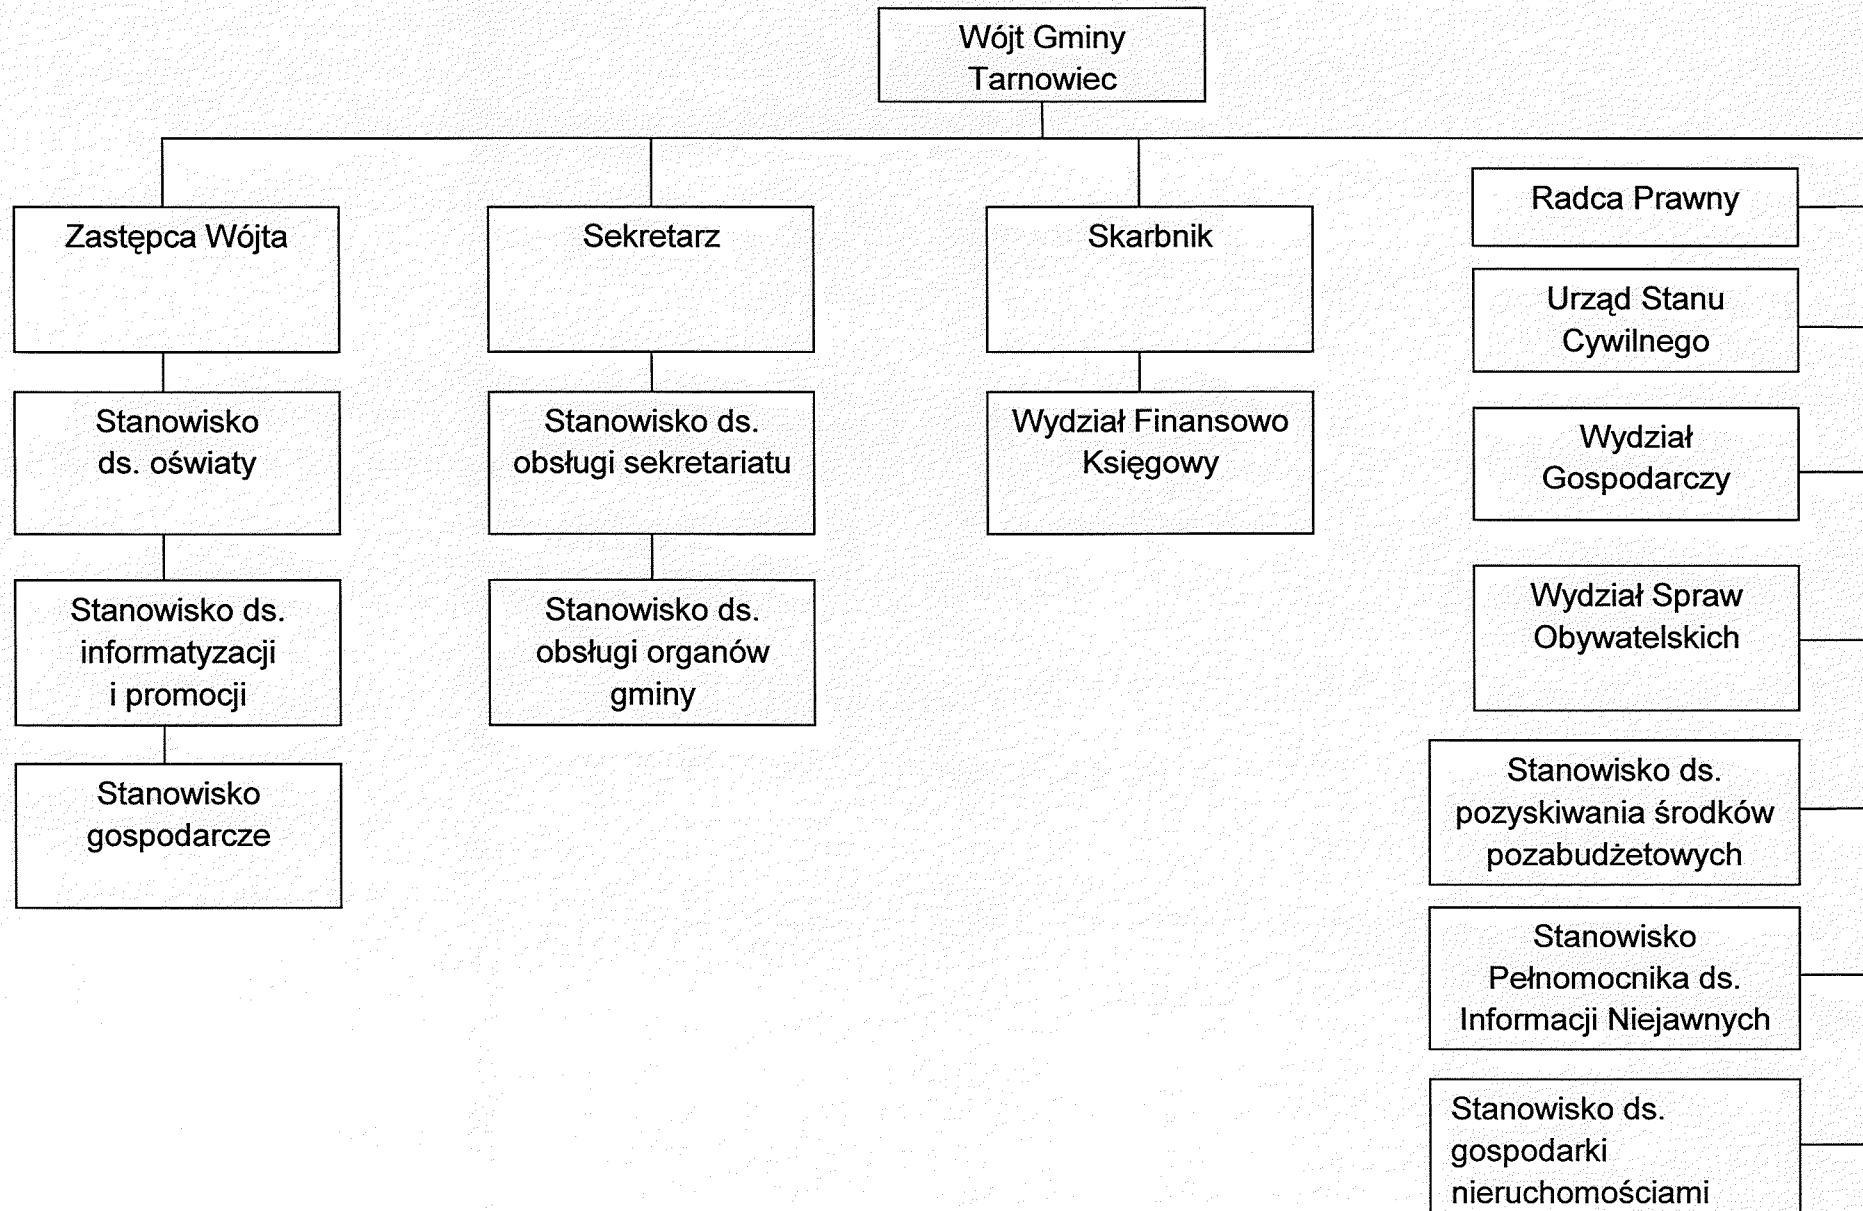 Wójt Gminy
Tarnowiec
Zastępca Wójta
Stanowisko
ds. oświaty
Stanowisko ds.
informatyzacji
i promocji
Stanowisko
gospodarcze
Sekretarz
Stanowisko ds.
obsługi sekretariatu
Stanowisko ds.
obsługi organów
gminy
Skarbnik
Wydział Finansowo
Księgowy
Radca Prawny
Urząd Stanu
Cywilnego
Wydział
Gospodarczy
Wydział Spraw
Obywatelskich
Stanowisko ds.
pozyskiwania środków
pozabudżetowych
Stanowisko
Pełnomocnika ds.
Informacji Niejawnych
Stanowisko ds.
gospodarki
nieruchomościami